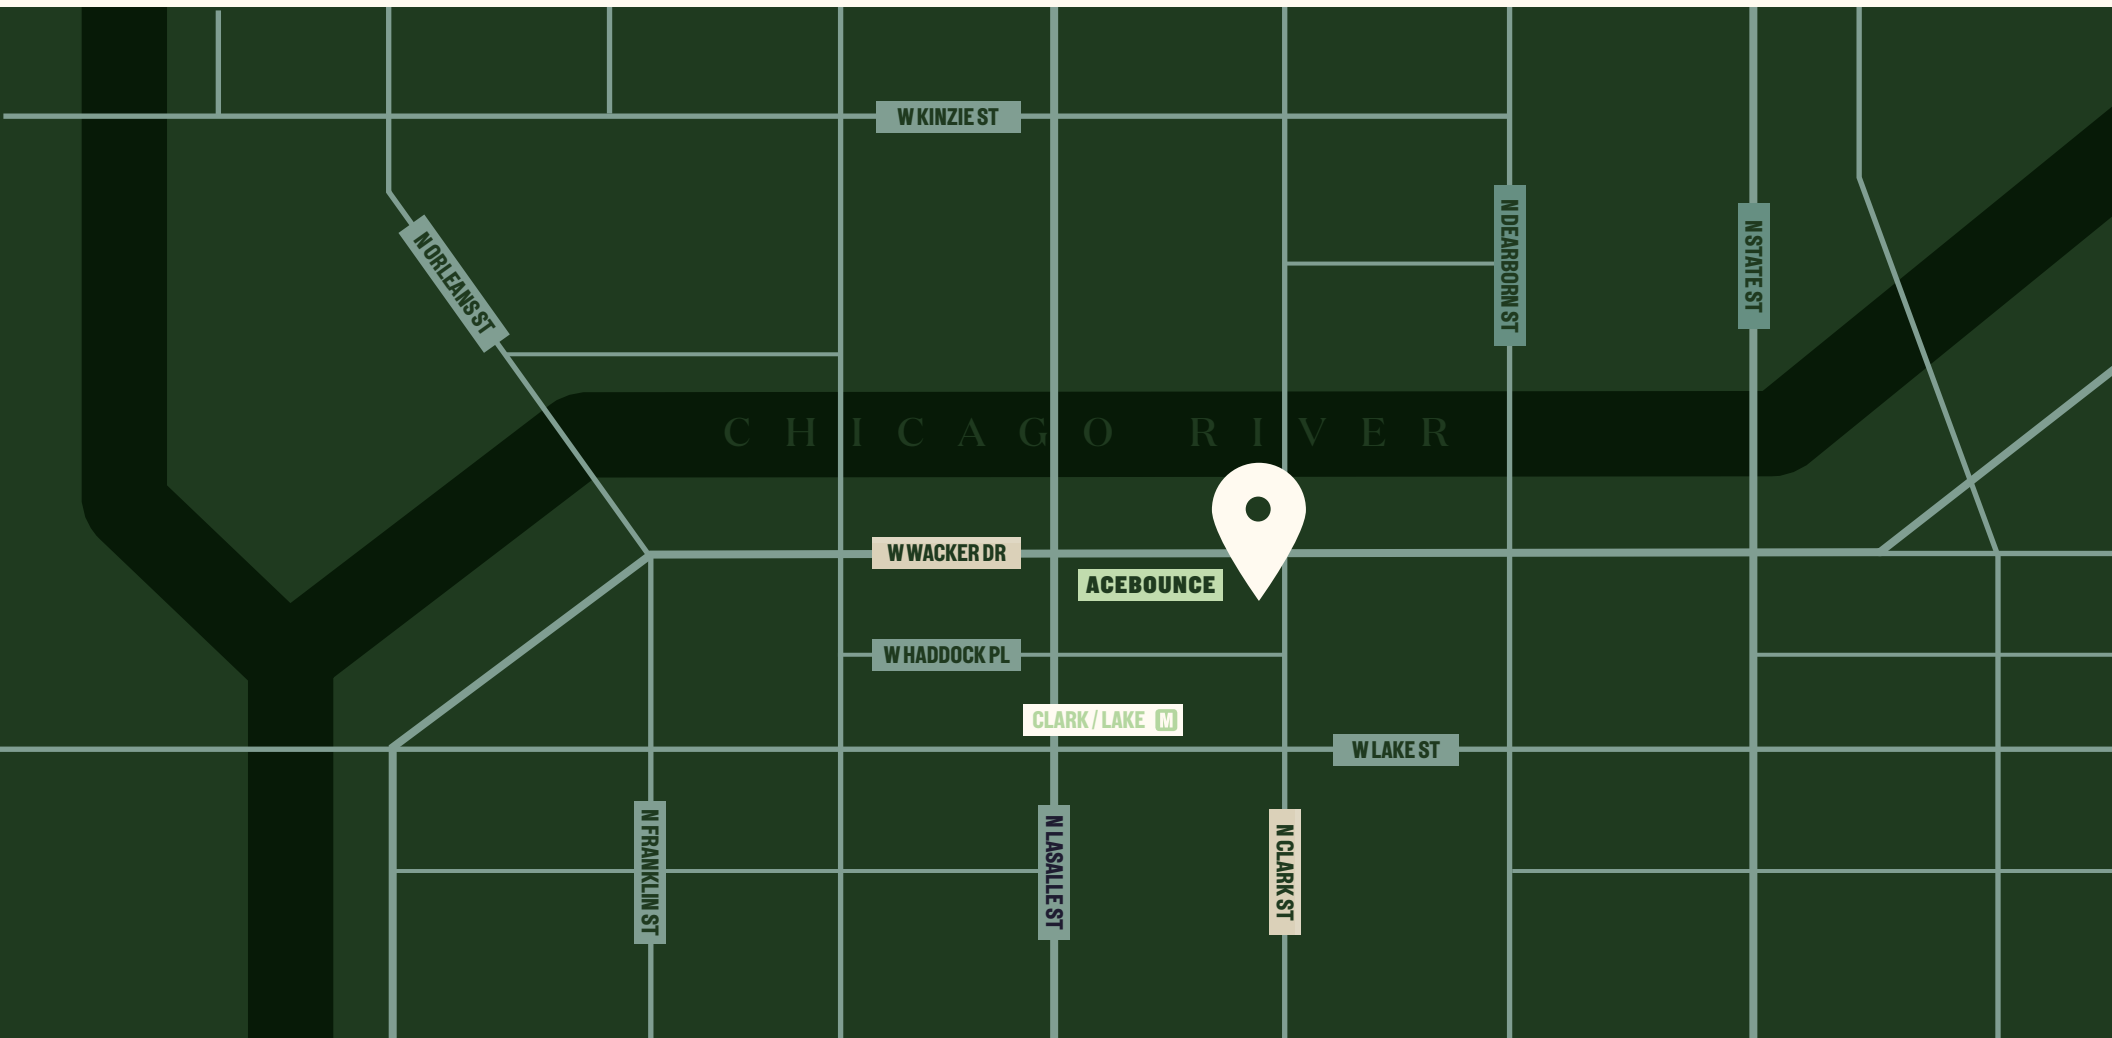 W KINZIE ST
N DEARBORN ST
N STATE ST
N ORLEANS ST
CHICAGO RIVER
W WACKER DR
ACEBOUNCE
W HADDOCK PL
CLARK / LAKE M
W LAKE ST
N FRANKLIN ST
N LASALLE ST
N CLARK ST